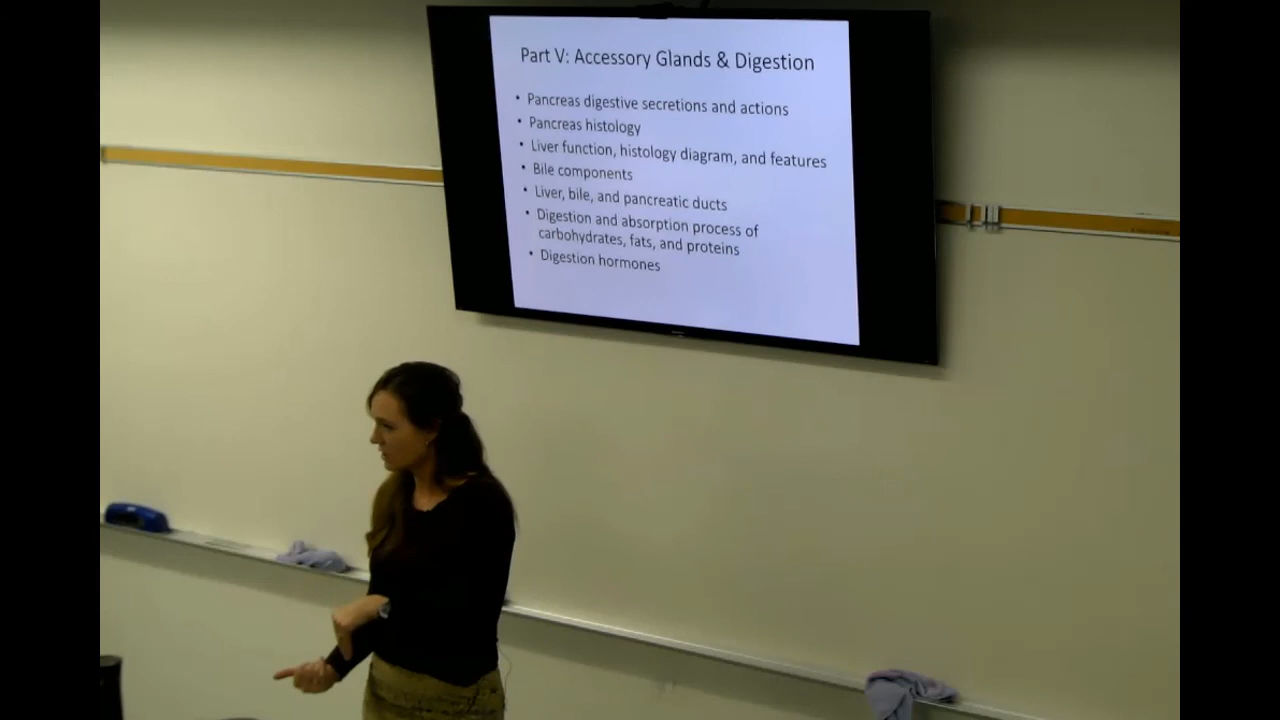 Part V: Accessory Glands & Digestion
• Pancreas digestive secretions and actions
• Pancreas histology
• Liver function, histology diagram, and features
• Bile components
• Liver, bile, and pancreatic ducts
• Digestion and absorption process of
carbohydrates, fats, and proteins
• Digestion hormones